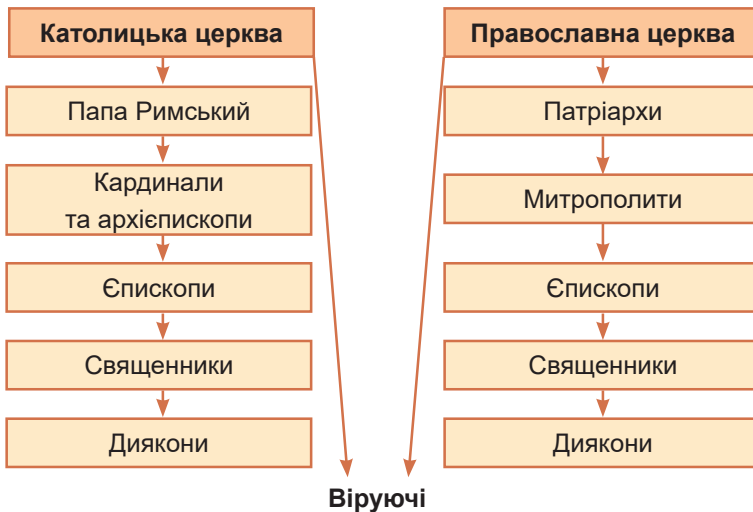 Католицька церква
Папа Римський
Кардинали
та архієпископи
Єпископи
Священники
Диякони
Православна церква
Патріархи
Митрополити
Єпископи
Священники
Диякони
Віруючі